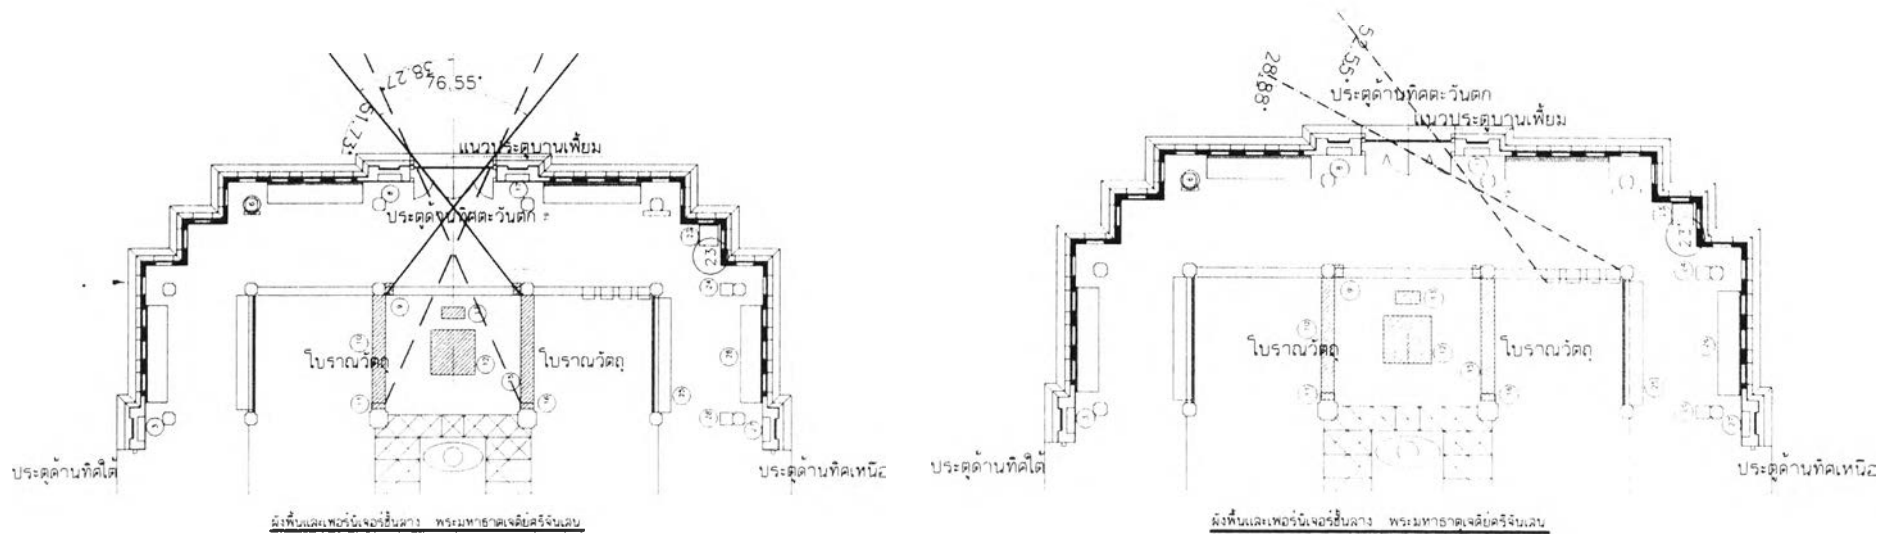 38.27
76.55°
51.73°
แนวประตูบานเฟี้ยม
ประตูด้านทิศตะวันตก
23
โบราณวัตถุ
โบราณวัตถุ
ประตูด้านทิศใต้
ประตูด้านทิศเหนือ
ผังพื้นและเฟอร์นิเจอร์ชั้นล่าง พระมหาธาตุเจดีย์ศรีจันเสน
52.55°
28.88°
ประตูด้านทิศตะวันตก
แนวประตูบานเฟี้ยม
23
โบราณวัตถุ
โบราณวัตถุ
ประตูด้านทิศใต้
ประตูด้านทิศเหนือ
ผังพื้นและเฟอร์นิเจอร์ชั้นล่าง พระมหาธาตุเจดีย์ศรีจันเสน